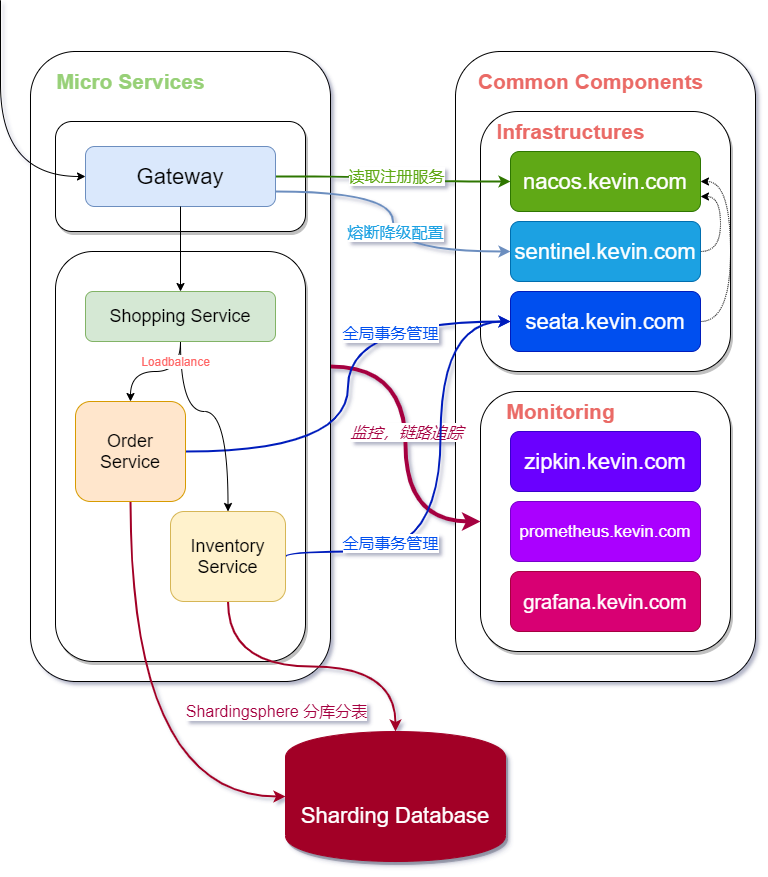 Micro Services
Common Components
Infrastructures
Gateway
读取注册服务
nacos.kevin.com
熔断降级配置
sentinel.kevin.com
Shopping Service
全局事务管理
seata.kevin.com
Loadbalance
Monitoring
监控，链路追踪
Order
Service
zipkin.kevin.com
prometheus.kevin.com
全局事务管理
Inventory
Service
grafana.kevin.com
Shardingsphere 分库分表
Sharding Database